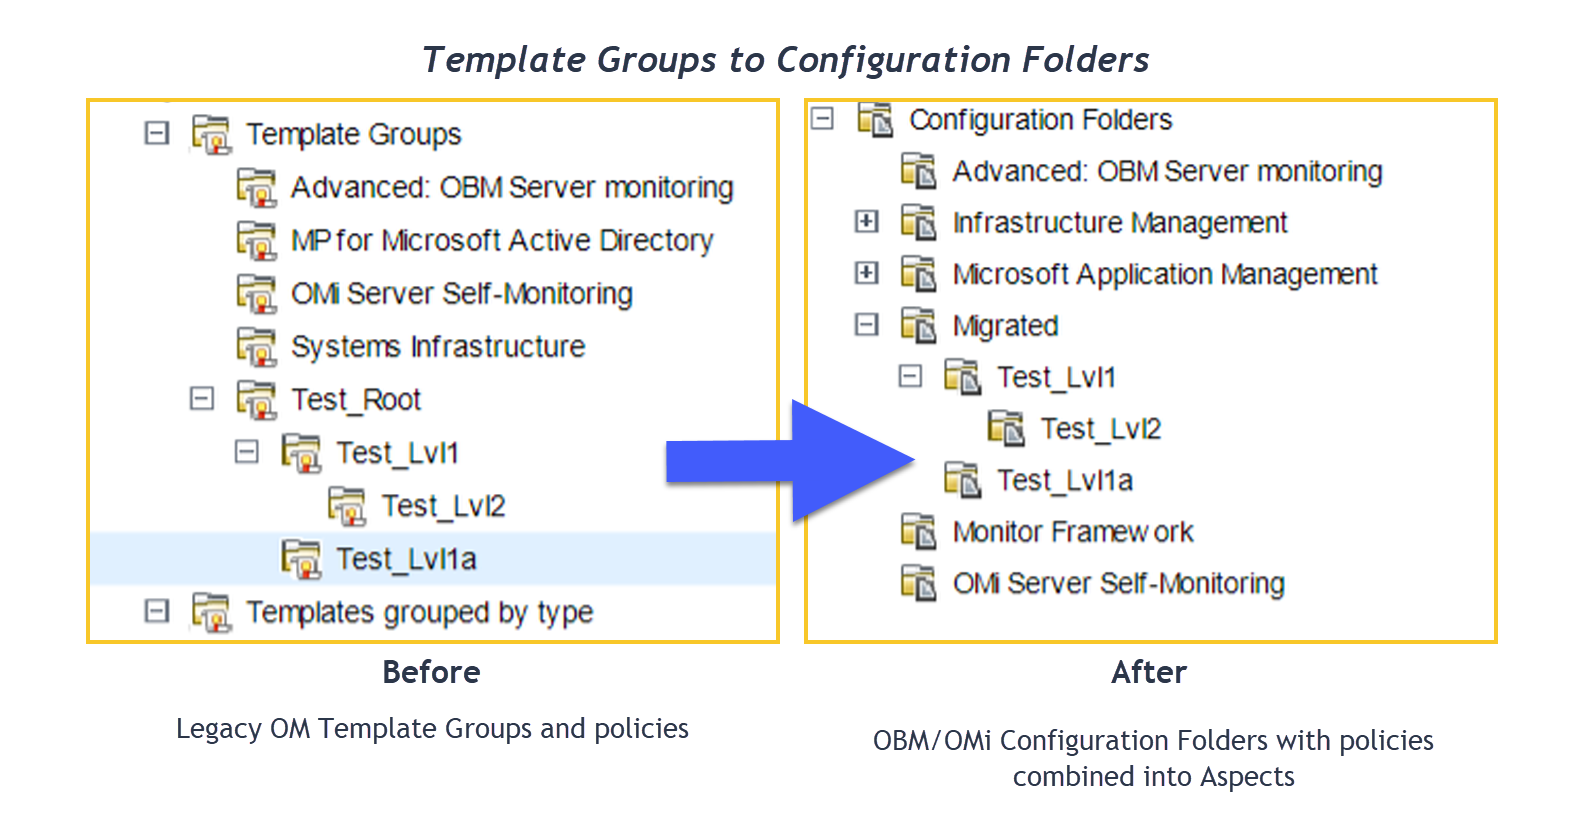 Template Groups to Configuration Folders
Template Groups
Advanced: OBM Server monitoring
MP for Microsoft Active Directory
OMi Server Self-Monitoring
Systems Infrastructure
Test_Root
Test_Lvl1
Test_Lvl2
Test_Lvl1a
Templates grouped by type
Configuration Folders
Advanced: OBM Server monitoring
Infrastructure Management
Microsoft Application Management
Migrated
Test_Lvl1
Test_Lvl2
Test_Lvl1a
Monitor Framework
OMi Server Self-Monitoring
Before
Legacy OM Template Groups and policies
After
OBM/OMi Configuration Folders with policies
combined into Aspects